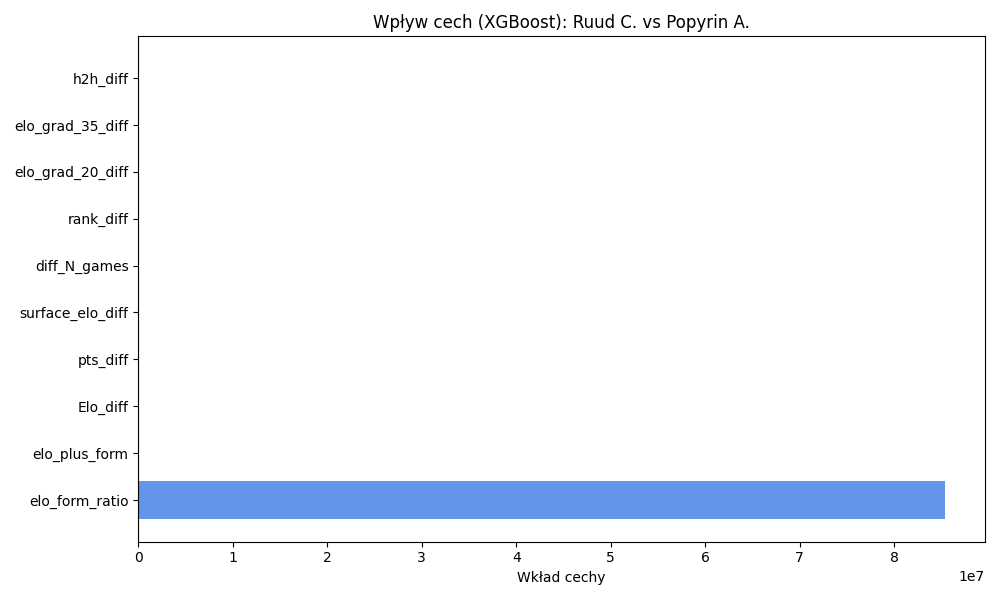 Wpływ cech (XGBoost): Ruud C. vs Popyrin A.
h2h_diff
elo_grad_35_diff
elo_grad_20_diff
rank_diff
diff_N_games
surface_elo_diff
pts_diff
Elo_diff
elo_plus_form
elo_form_ratio
0 1 2 3 4 5 6 7 8
1e7
Wkład cechy